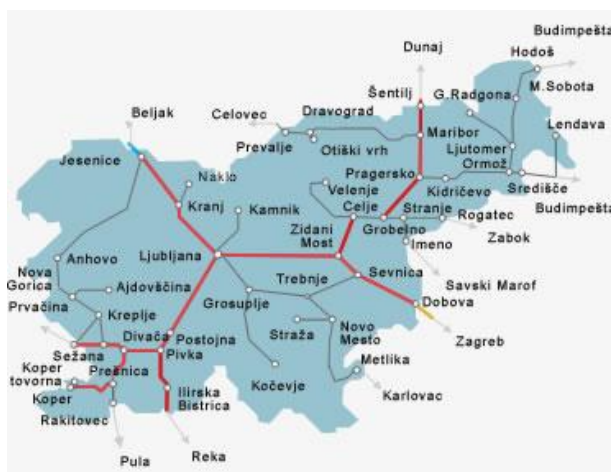 Budimpešta
Hodoš
Dunaj
M.Sobota
G.Radgona
Šentilj
Beljak
Celovec
Dravograd
Lendava
Maribor
Ljutomer
Prevalje
Otiški vrh
Jesenice
Ormož
Pragersko
Naklo
Velenje
Kidričevo
Središče
Celje
Stranje
Budimpešta
Kranj
Kamnik
Rogatec
Zidani
Most
Grobelno
Zabok
Imeno
Anhovo
Ljubljana
Sevnica
Nova
Gorica
Trebnje
Savski Marof
Ajdovščina
Grosuplje
Dobova
Prvačina
Kreplje
Straža
Novo
Mesto
Divača
Postojna
Zagreb
Sežana
Pivka
Metlika
Prešnica
Koper
tovorna
Kočevje
Karlovac
Koper
Ilirska
Bistrica
Rakitovec
Pula
Reka